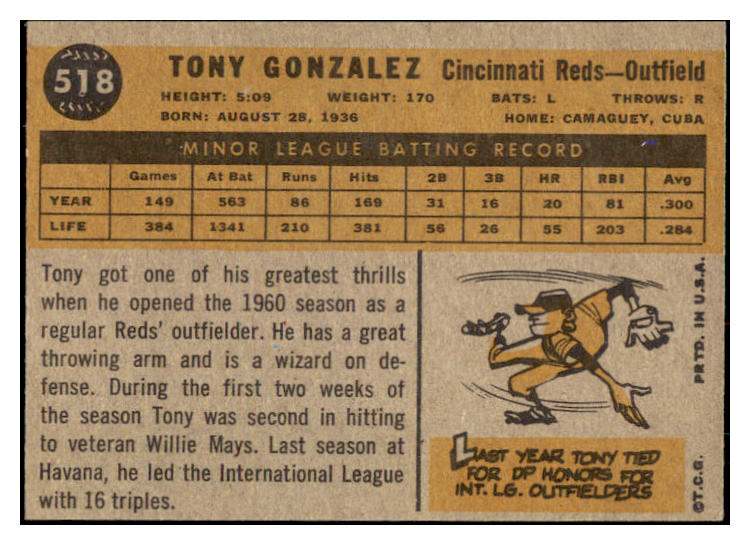 518
TONY GONZALEZ Cincinnati Reds—Outfield
HEIGHT: 5:09 WEIGHT: 170 BATS: L THROWS: R
BORN: AUGUST 28, 1936 HOME: CAMAGUEY, CUBA
MINOR LEAGUE BATTING RECORD
Games At Bat Runs Hits 2B 3B HR RBI Avg
YEAR 149 563 86 169 31 16 20 81 .300
LIFE 384 1341 210 381 56 26 55 203 .284
Tony got one of his greatest thrills
when he opened the 1960 season as a
regular Reds' outfielder. He has a great
throwing arm and is a wizard on de-
fense. During the first two weeks of
the season Tony was second in hitting
to veteran Willie Mays. Last season at
Havana, he led the International League
with 16 triples.
LAST YEAR TONY TIED
FOR DP HONORS FOR
INT. LG. OUTFIELDERS
©T.C.G. PRTD. IN U.S.A.